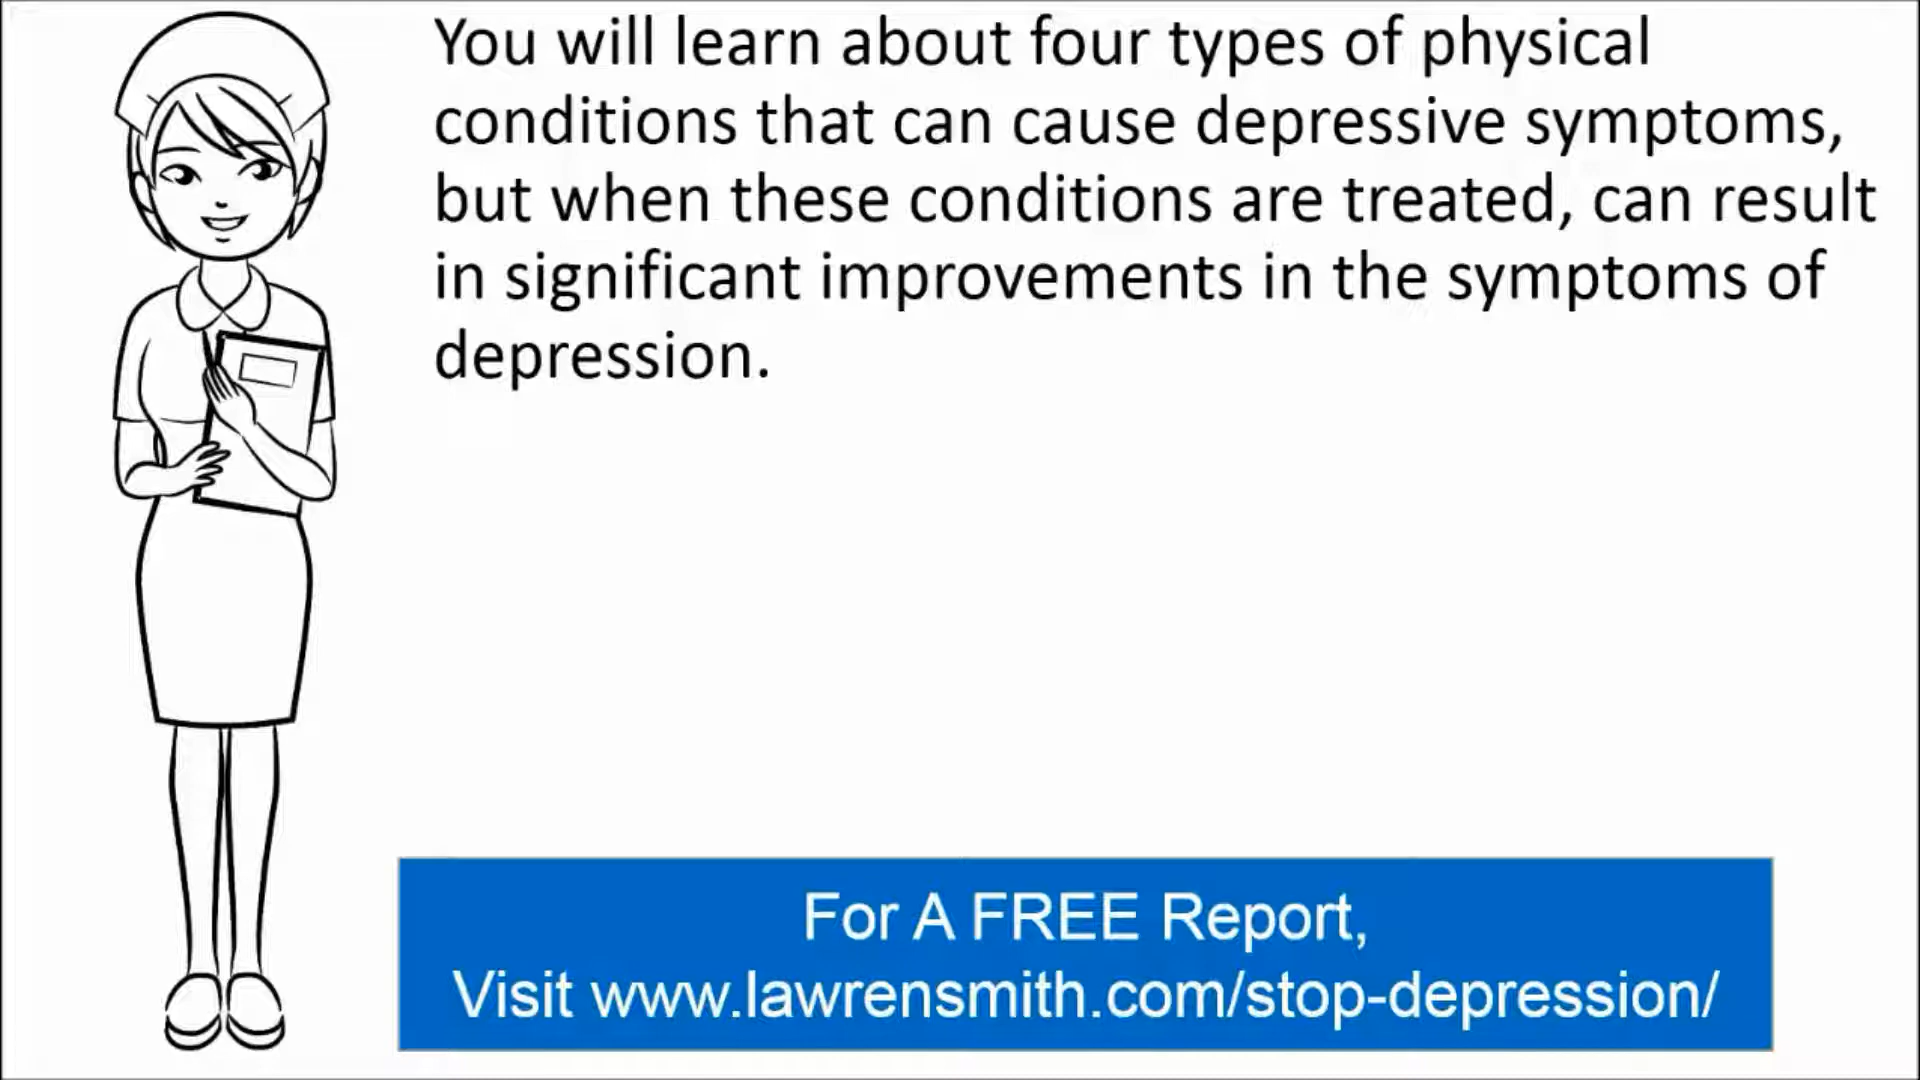 You will learn about four types of physical
conditions that can cause depressive symptoms,
but when these conditions are treated, can result
in significant improvements in the symptoms of
depression.
For A FREE Report,
Visit www.lawrensmith.com/stop-depression/